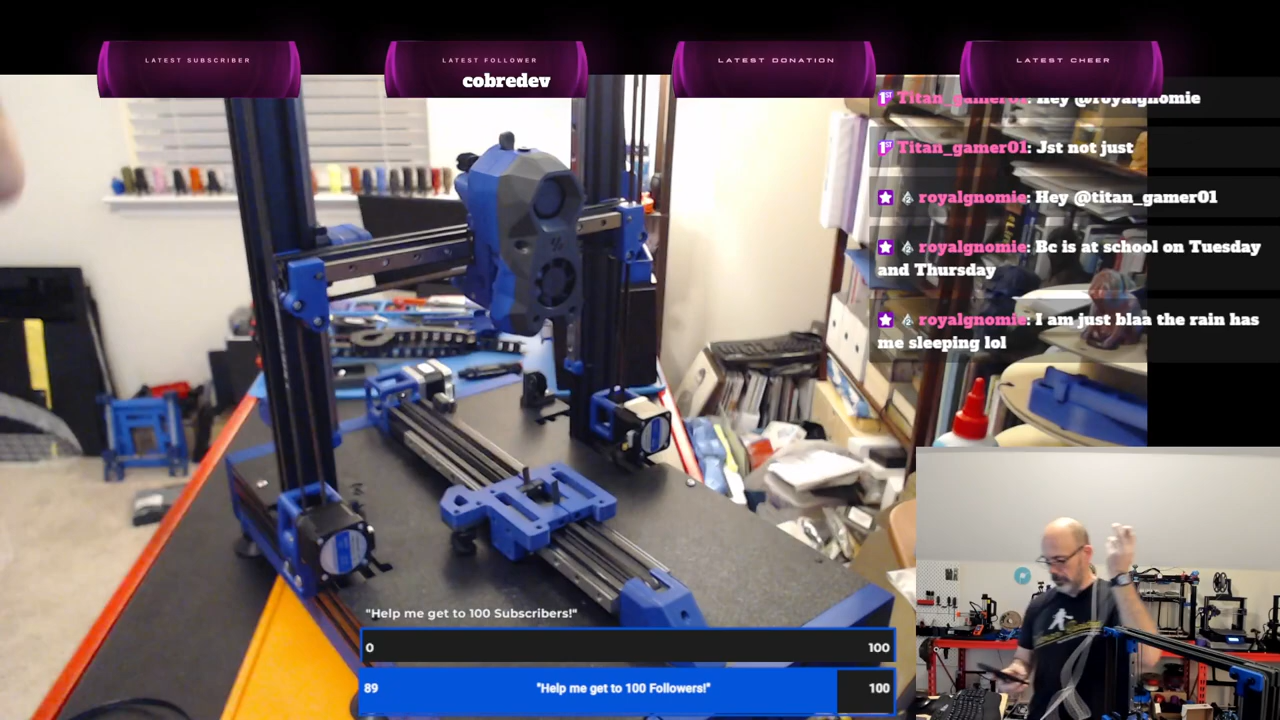 LATEST SUBSCRIBER
LATEST FOLLOWER
cobredev
LATEST DONATION
LATEST CHEER
Titan_gamer01: Hey @royalgnomie
Titan_gamer01: Jst not just
royalgnomie: Hey @titan_gamer01
royalgnomie: Bc is at school on Tuesday
and Thursday
royalgnomie: I am just blaa the rain has
me sleeping lol
"Help me get to 100 Subscribers!"
0 100
89 "Help me get to 100 Followers!" 100